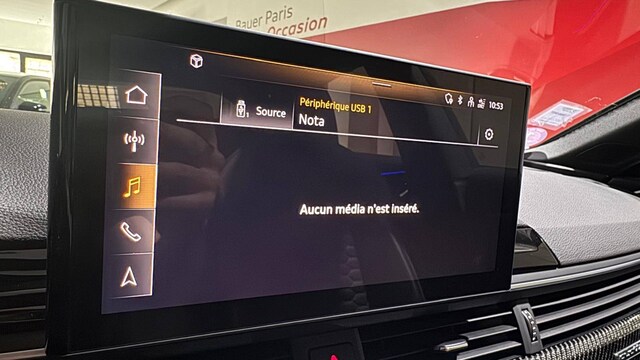 Bauer Paris
Occasion
10:53
Source
Périphérique USB 1
Nota
Aucun média n'est inséré.